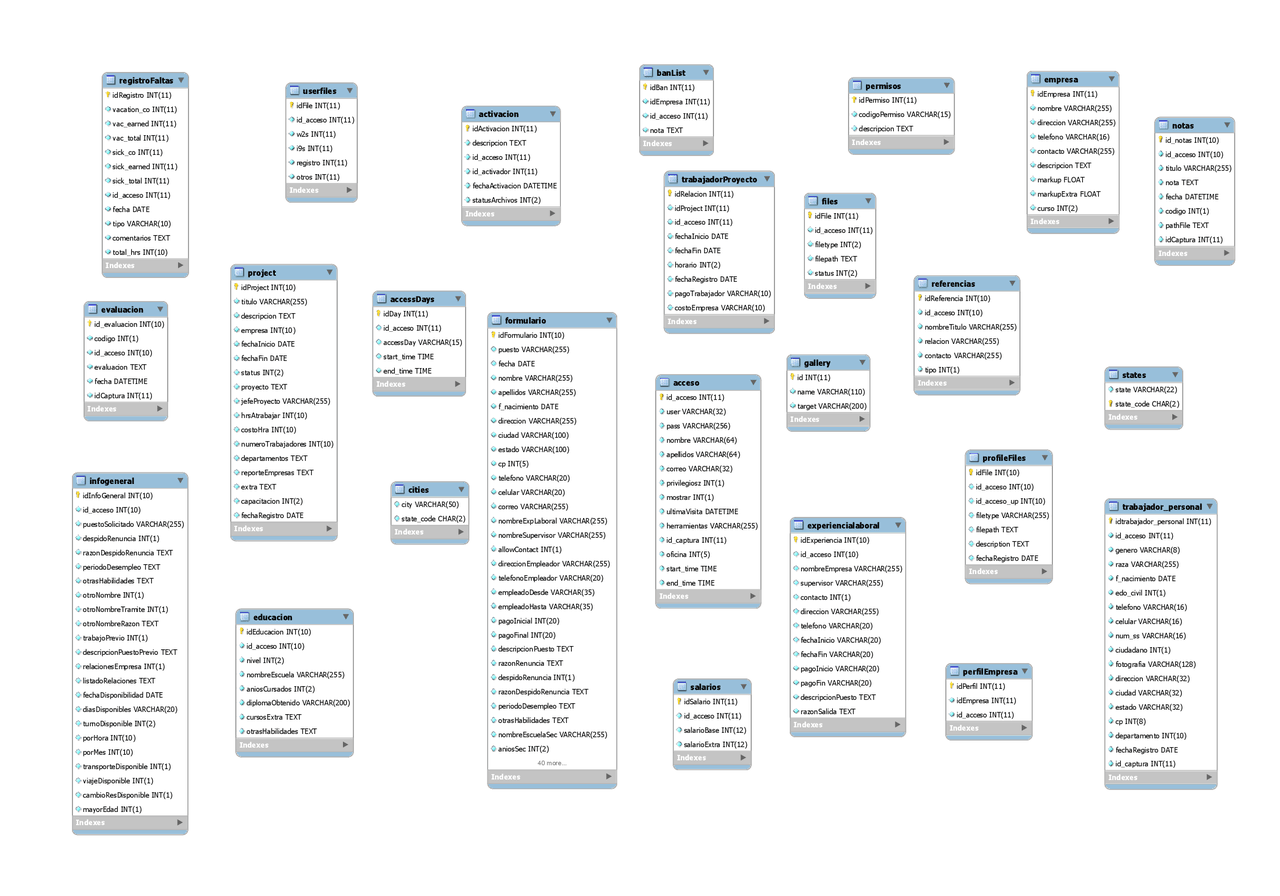 registroFaltas
idRegistro INT(11)
vacation_co INT(11)
vac_earned INT(11)
vac_total INT(11)
sick_co INT(11)
sick_earned INT(11)
sick_total INT(11)
id_acceso INT(11)
fecha DATE
tipo VARCHAR(10)
comentarios TEXT
total_hrs INT(10)
Indexes
userfiles
idFile INT(11)
id_acceso INT(11)
w2s INT(11)
i9s INT(11)
registro INT(11)
otros INT(11)
Indexes
activacion
idActivacion INT(11)
descripcion TEXT
id_acceso INT(11)
id_activador INT(11)
fechaActivacion DATETIME
statusArchivos INT(2)
Indexes
banList
idBan INT(11)
idEmpresa INT(11)
id_acceso INT(11)
nota TEXT
Indexes
permisos
idPermiso INT(11)
codigoPermiso VARCHAR(15)
descripcion TEXT
Indexes
empresa
idEmpresa INT(11)
nombre VARCHAR(255)
direccion VARCHAR(255)
telefono VARCHAR(16)
contacto VARCHAR(255)
descripcion TEXT
markup FLOAT
markupExtra FLOAT
curso INT(2)
Indexes
notas
id_notas INT(10)
id_acceso INT(10)
titulo VARCHAR(255)
nota TEXT
fecha DATETIME
codigo INT(1)
pathFile TEXT
idCaptura INT(11)
Indexes
trabajadorProyecto
idRelacion INT(11)
idProject INT(11)
id_acceso INT(11)
fechaInicio DATE
fechaFin DATE
horario INT(2)
fechaRegistro DATE
pagoTrabajador VARCHAR(10)
costoEmpresa VARCHAR(10)
Indexes
files
idFile INT(11)
id_acceso INT(11)
filetype INT(2)
filepath TEXT
status INT(2)
Indexes
project
idProject INT(10)
titulo VARCHAR(255)
descripcion TEXT
empresa INT(10)
fechaInicio DATE
fechaFin DATE
status INT(2)
proyecto TEXT
jefeProyecto VARCHAR(255)
hrsAtrabajar INT(10)
costoHra INT(10)
numeroTrabajadores INT(10)
departamentos TEXT
reporteEmpresas TEXT
extra TEXT
capacitacion INT(2)
fechaRegistro DATE
Indexes
evaluacion
id_evaluacion INT(10)
codigo INT(1)
id_acceso INT(10)
evaluacion TEXT
fecha DATETIME
idCaptura INT(11)
Indexes
accessDays
idDay INT(11)
id_acceso INT(11)
accessDay VARCHAR(15)
start_time TIME
end_time TIME
Indexes
formulario
idFormulario INT(10)
puesto VARCHAR(255)
fecha DATE
nombre VARCHAR(255)
apellidos VARCHAR(255)
f_nacimiento DATE
direccion VARCHAR(255)
ciudad VARCHAR(100)
estado VARCHAR(100)
cp INT(5)
telefono VARCHAR(20)
celular VARCHAR(20)
correo VARCHAR(255)
nombreExpLaboral VARCHAR(255)
nombreSupervisor VARCHAR(255)
allowContact INT(1)
direccionEmpleador VARCHAR(255)
telefonoEmpleador VARCHAR(20)
empleadoDesde VARCHAR(35)
empleadoHasta VARCHAR(35)
pagoInicial INT(20)
pagoFinal INT(20)
descripcionPuesto TEXT
razonRenuncia TEXT
despidoRenuncia INT(1)
razonDespidoRenuncia TEXT
periodoDesempleo TEXT
otrasHabilidades TEXT
nombreEscuelaSec VARCHAR(255)
aniosSec INT(2)
40 more...
Indexes
referencias
idReferencia INT(10)
id_acceso INT(10)
nombreTitulo VARCHAR(255)
relacion VARCHAR(255)
contacto VARCHAR(255)
tipo INT(1)
Indexes
gallery
id INT(11)
name VARCHAR(110)
target VARCHAR(200)
Indexes
acceso
id_acceso INT(11)
user VARCHAR(32)
pass VARCHAR(256)
nombre VARCHAR(64)
apellidos VARCHAR(64)
correo VARCHAR(32)
privilegiosz INT(1)
mostrar INT(1)
ultimaVisita DATETIME
herramientas VARCHAR(255)
id_captura INT(11)
oficina INT(5)
start_time TIME
end_time TIME
Indexes
states
state VARCHAR(22)
state_code CHAR(2)
Indexes
infogeneral
idInfoGeneral INT(10)
id_acceso INT(10)
puestoSolicitado VARCHAR(255)
despidoRenuncia INT(1)
razonDespidoRenuncia TEXT
periodoDesempleo TEXT
otrasHabilidades TEXT
otroNombre INT(1)
otroNombreTramite INT(1)
otroNombreRazon TEXT
trabajoPrevio INT(1)
descripcionPuestoPrevio TEXT
relacionesEmpresa INT(1)
listadoRelaciones TEXT
fechaDisponibilidad DATE
diasDisponibles VARCHAR(20)
turnoDisponible INT(2)
porHora INT(10)
porMes INT(10)
transporteDisponible INT(1)
viajeDisponible INT(1)
cambioResDisponible INT(1)
mayorEdad INT(1)
Indexes
cities
city VARCHAR(50)
state_code CHAR(2)
Indexes
profileFiles
idFile INT(10)
id_acceso INT(10)
id_acceso_up INT(10)
filetype VARCHAR(255)
filepath TEXT
description TEXT
fechaRegistro DATE
Indexes
trabajador_personal
idtrabajador_personal INT(11)
id_acceso INT(11)
genero VARCHAR(8)
raza VARCHAR(255)
f_nacimiento DATE
edo_civil INT(1)
telefono VARCHAR(16)
celular VARCHAR(16)
num_ss VARCHAR(16)
ciudadano INT(1)
fotografia VARCHAR(128)
direccion VARCHAR(32)
ciudad VARCHAR(32)
estado VARCHAR(32)
cp INT(8)
departamento INT(10)
fechaRegistro DATE
id_captura INT(11)
Indexes
experiencialaboral
idExperiencia INT(10)
id_acceso INT(10)
nombreEmpresa VARCHAR(255)
supervisor VARCHAR(255)
contacto INT(1)
direccion VARCHAR(255)
telefono VARCHAR(20)
fechaInicio VARCHAR(20)
fechaFin VARCHAR(20)
pagoInicio VARCHAR(20)
pagoFin VARCHAR(20)
descripcionPuesto TEXT
razonSalida TEXT
Indexes
educacion
idEducacion INT(10)
id_acceso INT(10)
nivel INT(2)
nombreEscuela VARCHAR(255)
aniosCursados INT(2)
diplomaObtenido VARCHAR(200)
cursosExtra TEXT
otrasHabilidades TEXT
Indexes
salarios
idSalario INT(11)
id_acceso INT(11)
salarioBase INT(12)
salarioExtra INT(12)
Indexes
perfilEmpresa
idPerfil INT(11)
idEmpresa INT(11)
id_acceso INT(11)
Indexes